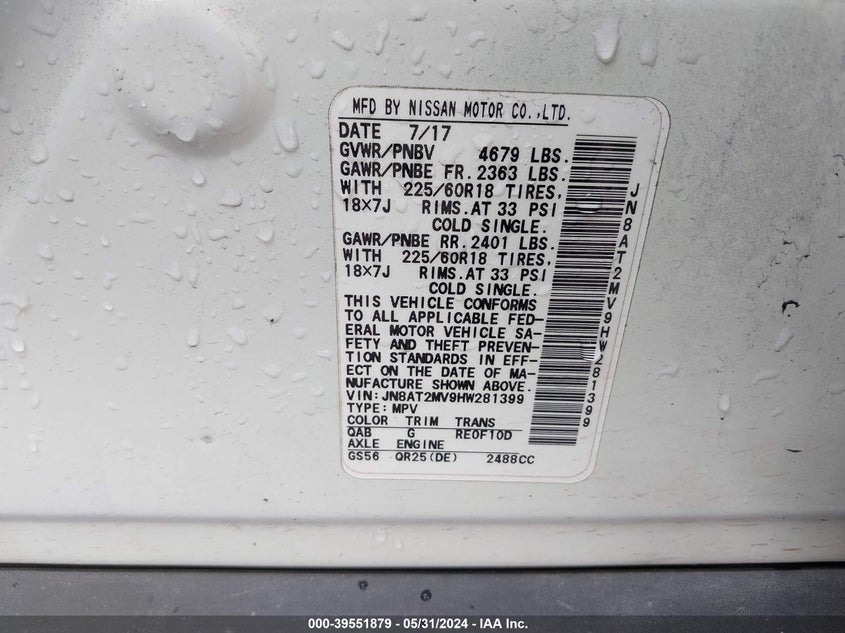 MFD BY NISSAN MOTOR CO.,LTD.
DATE 7/17
GVWR/PNBV 4679 LBS.
GAWR/PNBE FR. 2363 LBS.
WITH 225/60R18 TIRES,
18×7J RIMS. AT 33 PSI
COLD SINGLE.
GAWR/PNBE RR. 2401 LBS.
WITH 225/60R18 TIRES,
18×7J RIMS. AT 33 PSI
COLD SINGLE.
THIS VEHICLE CONFORMS
TO ALL APPLICABLE FED-
ERAL MOTOR VEHICLE SA-
FETY AND THEFT PREVEN-
TION STANDARDS IN EFF-
ECT ON THE DATE OF MA-
NUFACTURE SHOWN ABOVE.
VIN: JN8AT2MV9HW281399
TYPE: MPV
COLOR TRIM TRANS
QAB G RE0F10D
AXLE ENGINE
GS56 QR25(DE) 2488CC
JN8AT2MV9HW281399
000-39551879 - 05/31/2024 - IAA Inc.